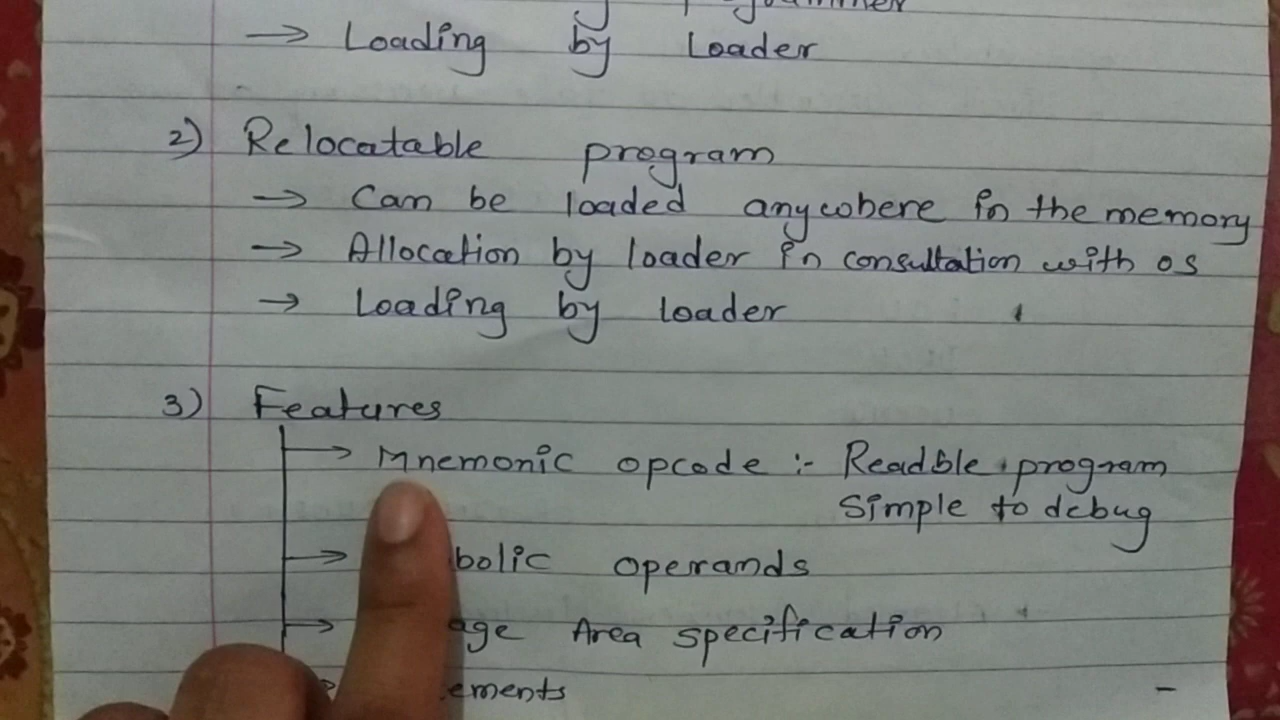 → Loading by Loader
2) Relocatable program
→ Can be loaded anywhere in the memory
→ Allocation by loader in consultation with os
→ Loading by loader
3) Features
→ Mnemonic opcode :- Readble program
Simple to debug
→ bolic operands
→ age Area specification
ements